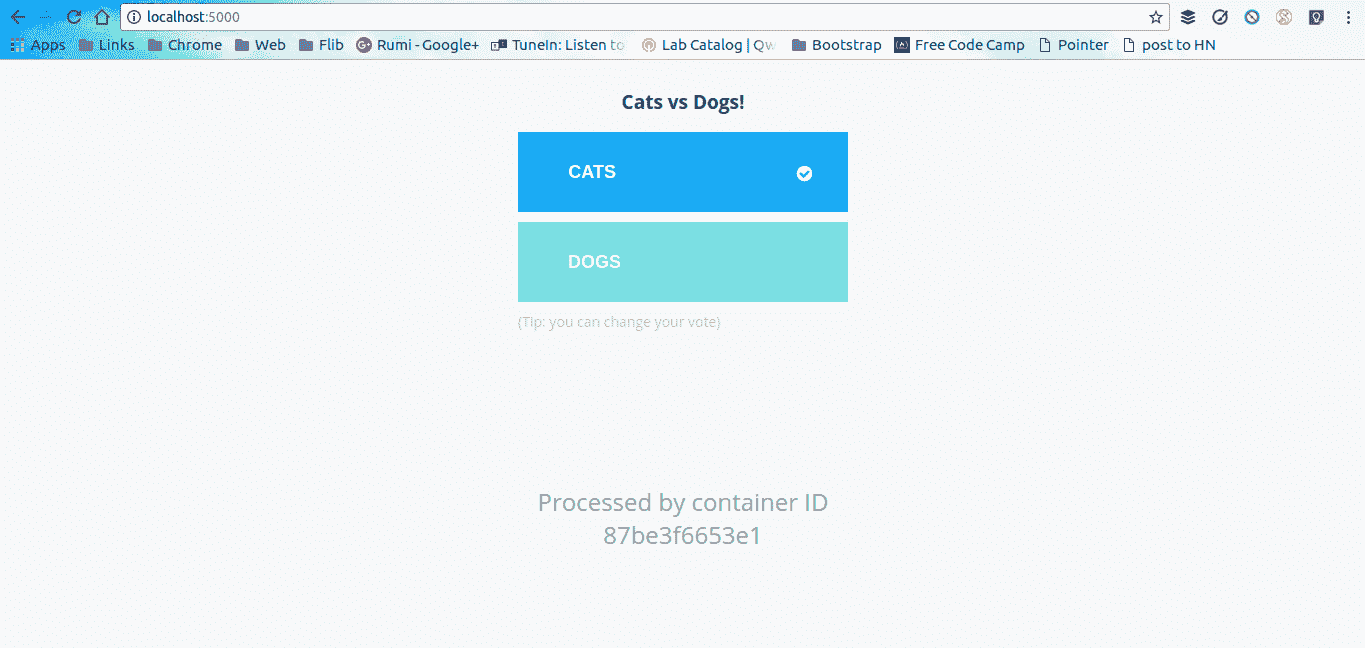 localhost:5000
Apps Links Chrome Web Flib Rumi - Google+ TuneIn: Listen to Lab Catalog | Qw Bootstrap Free Code Camp Pointer post to HN
Cats vs Dogs!
CATS
DOGS
(Tip: you can change your vote)
Processed by container ID
87be3f6653e1